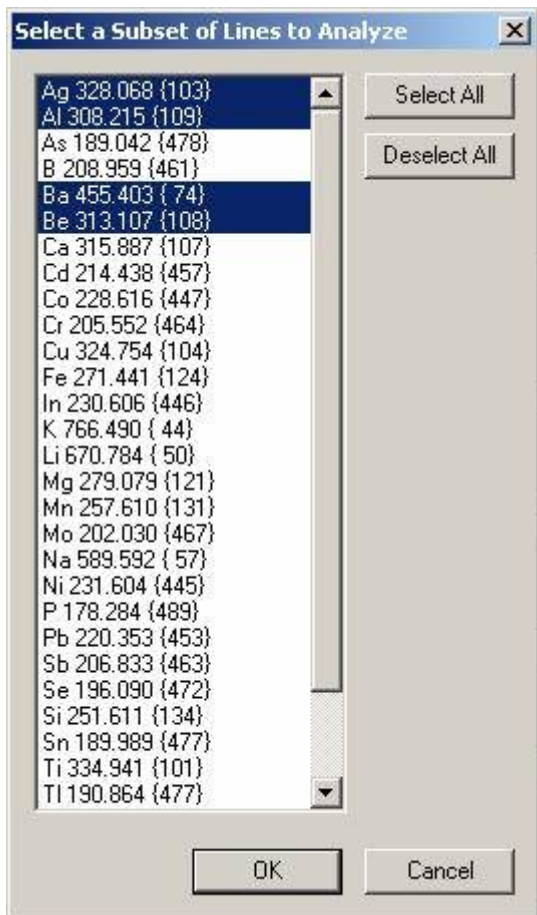 Select a Subset of Lines to Analyze
Ag 328.068 {103}
Al 308.215 {109}
As 189.042 {478}
B 208.959 {461}
Ba 455.403 { 74}
Be 313.107 {108}
Ca 315.887 {107}
Cd 214.438 {457}
Co 228.616 {447}
Cr 205.552 {464}
Cu 324.754 {104}
Fe 271.441 {124}
In 230.606 {446}
K 766.490 { 44}
Li 670.784 { 50}
Mg 279.079 {121}
Mn 257.610 {131}
Mo 202.030 {467}
Na 589.592 { 57}
Ni 231.604 {445}
P 178.284 {489}
Pb 220.353 {453}
Sb 206.833 {463}
Se 196.090 {472}
Si 251.611 {134}
Sn 189.989 {477}
Ti 334.941 {101}
Tl 190.864 {477}
Select All
Deselect All
OK
Cancel